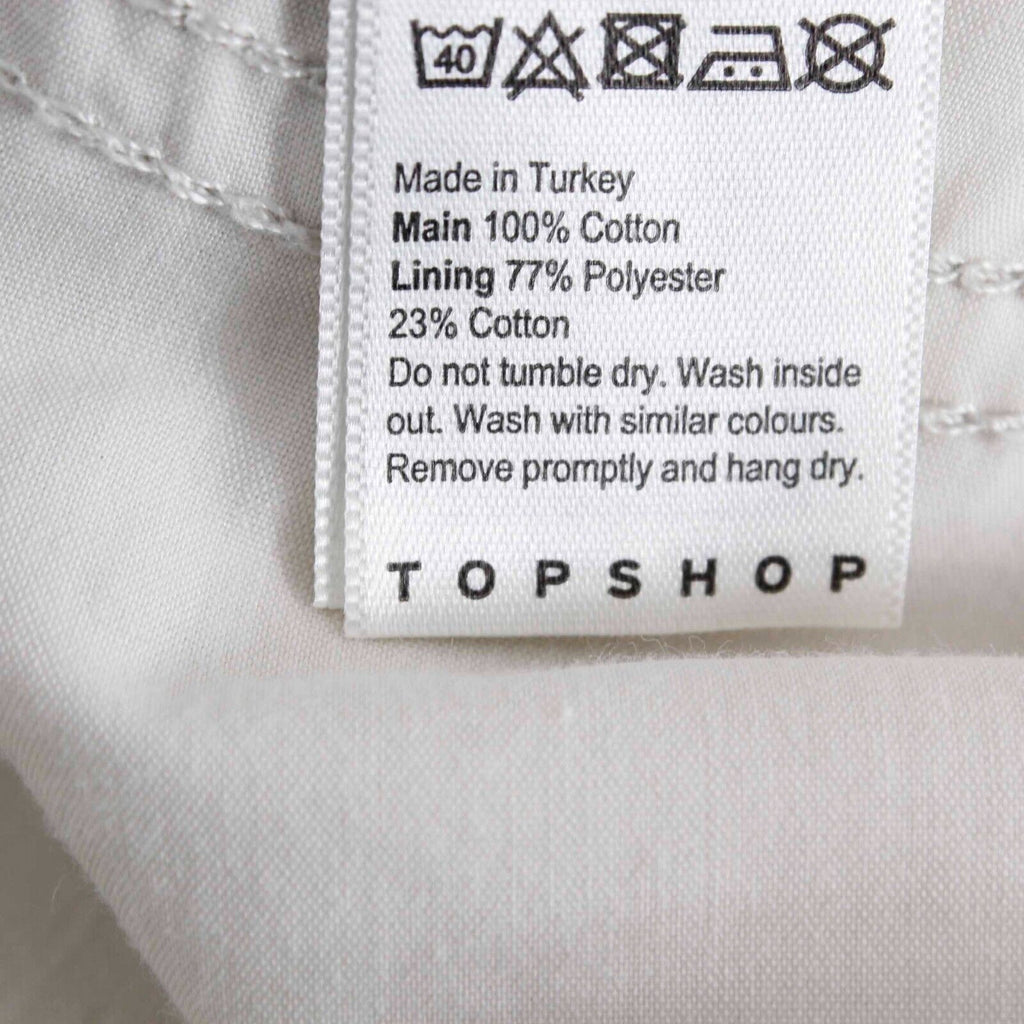 40
Made in Turkey
Main 100% Cotton
Lining 77% Polyester
23% Cotton
Do not tumble dry. Wash inside
out. Wash with similar colours.
Remove promptly and hang dry.
TOPSHOP